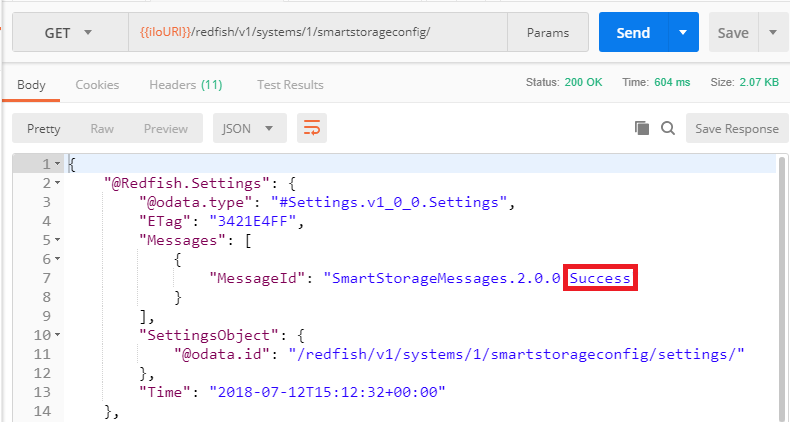 GET {{iloURI}}/redfish/v1/systems/1/smartstorageconfig/ Params Send Save
Body Cookies Headers (11) Test Results Status: 200 OK Time: 604 ms Size: 2.07 KB
Pretty Raw Preview JSON Save Response
1 {
2 "@Redfish.Settings": {
3 "@odata.type": "#Settings.v1_0_0.Settings",
4 "ETag": "3421E4FF",
5 "Messages": [
6 {
7 "MessageId": "SmartStorageMessages.2.0.0 Success
8 }
9 ],
10 "SettingsObject": {
11 "@odata.id": "/redfish/v1/systems/1/smartstorageconfig/settings/"
12 },
13 "Time": "2018-07-12T15:12:32+00:00"
14 },